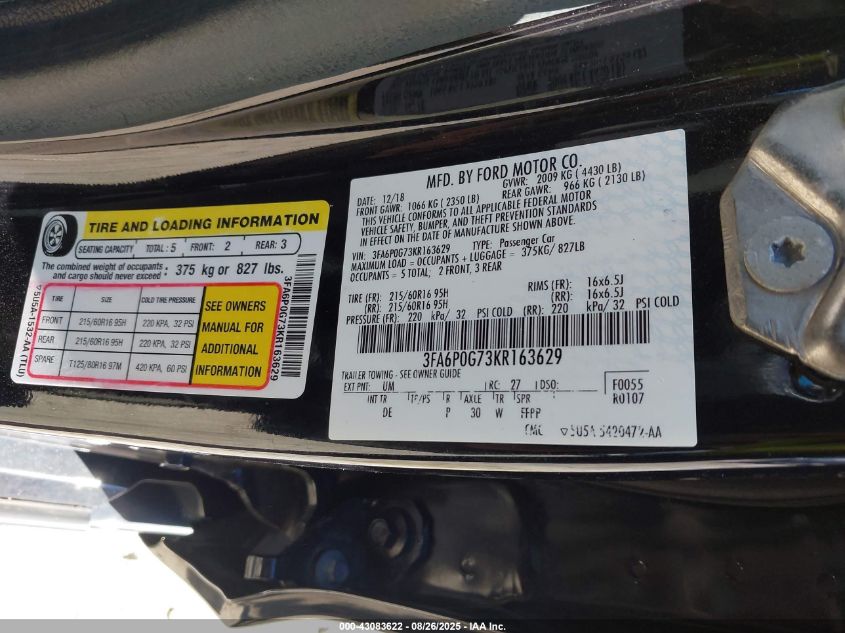 TIRE AND LOADING INFORMATION
SEATING CAPACITY TOTAL: 5 FRONT: 2 REAR: 3
The combined weight of occupants and cargo should never exceed: 375 kg or 827 lbs.
TIRE SIZE COLD TIRE PRESSURE
FRONT 215/60R16 95H 220 KPA, 32 PSI
REAR 215/60R16 95H 220 KPA, 32 PSI
SPARE T125/80R16 97M 420 KPA, 60 PSI
SEE OWNERS
MANUAL FOR
ADDITIONAL
INFORMATION
5U5A-1532-AA (TLU)
3FA6P0G73KR163629
MFD. BY FORD MOTOR CO.
DATE: 12/18 GVWR: 2009 KG ( 4430 LB)
FRONT GAWR: 1066 KG ( 2350 LB) REAR GAWR: 966 KG ( 2130 LB)
THIS VEHICLE CONFORMS TO ALL APPLICABLE FEDERAL MOTOR
VEHICLE SAFETY, BUMPER, AND THEFT PREVENTION STANDARDS
IN EFFECT ON THE DATE OF MANUFACTURE SHOWN ABOVE.
VIN: 3FA6P0G73KR163629 TYPE: Passenger Car
MAXIMUM LOAD = OCCUPANTS + LUGGAGE = 375KG/ 827LB
OCCUPANTS = 5 TOTAL, 2 FRONT, 3 REAR
TIRE (FR): 215/60R16 95H RIMS (FR): 16x6.5J
(RR): 215/60R16 95H (RR): 16x6.5J
PRESSURE (FR): 220 kPa/ 32 PSI COLD (RR): 220 kPa/ 32 PSI COLD
3FA6P0G73KR163629
TRAILER TOWING - SEE OWNER GUIDE
EXT PNT: UM RC: 27 DSO: F0055
R0107
INT TR TP/PS R AXLE TR SPR
DE P 30 W FFPP
000-43083622 - 08/26/2025 - IAA Inc.